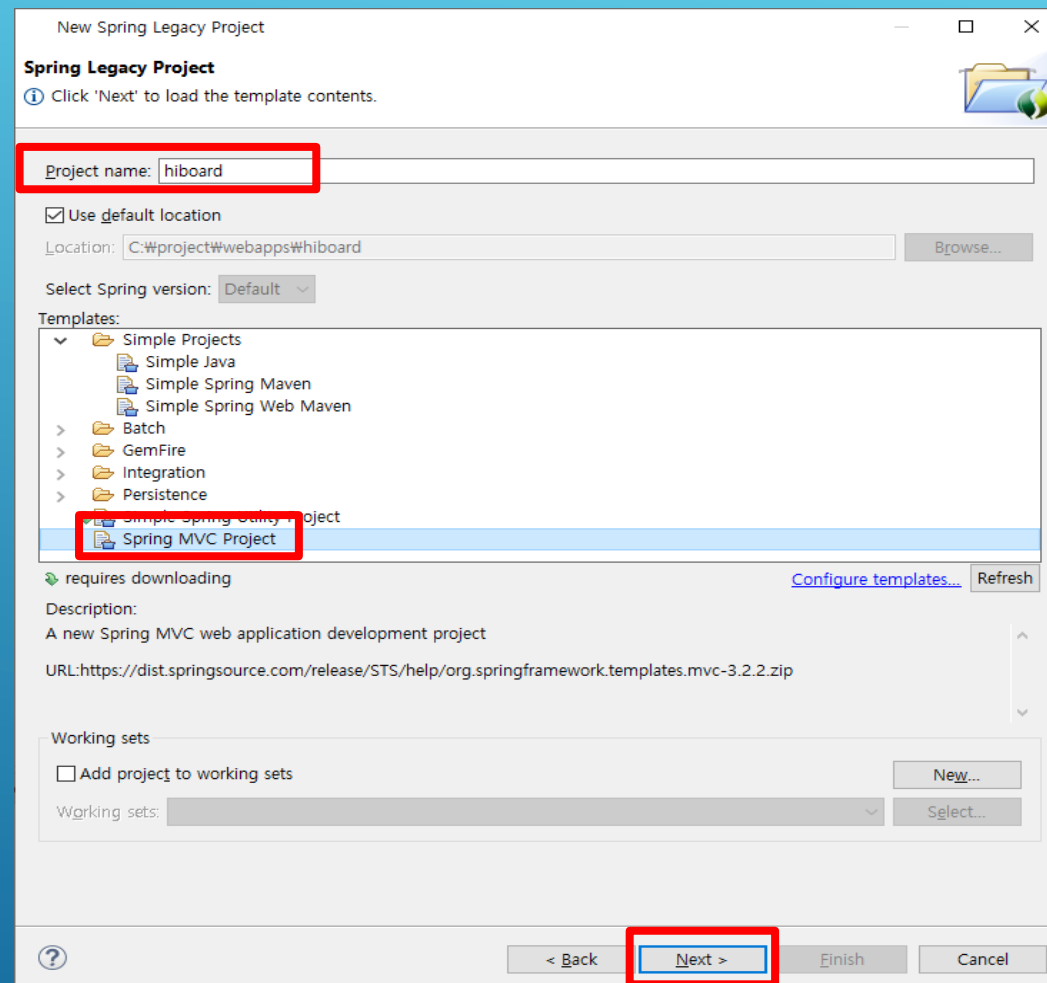 New Spring Legacy Project
Spring Legacy Project
Click 'Next' to load the template contents.
Project name: hiboard
Use default location
Location: C:₩project₩webapps₩hiboard Browse...
Select Spring version: Default
Templates:
Simple Projects
Simple Java
Simple Spring Maven
Simple Spring Web Maven
Batch
GemFire
Integration
Persistence
Simple Spring Utility Project
Spring MVC Project
requires downloading Configure templates... Refresh
Description:
A new Spring MVC web application development project
URL:https://dist.springsource.com/release/STS/help/org.springframework.templates.mvc-3.2.2.zip
Working sets
Add project to working sets New...
Working sets: Select...
< Back Next > Finish Cancel